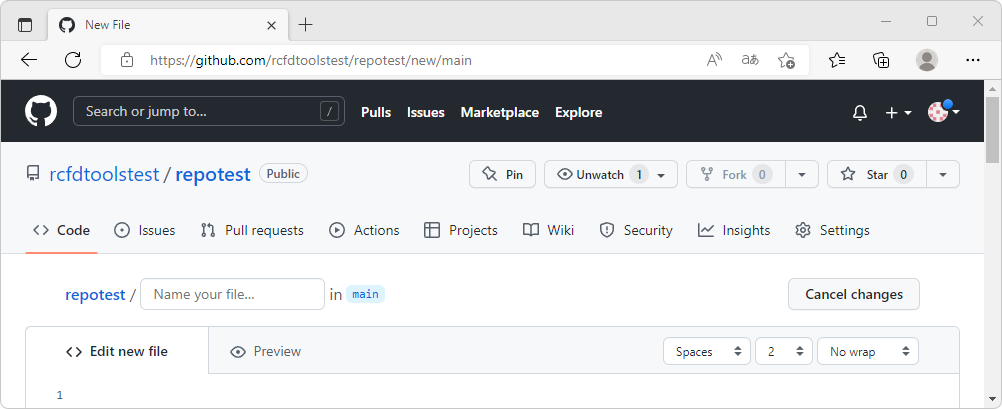 New File
https://github.com/rcfdtoolstest/repotest/new/main
Search or jump to... / Pulls Issues Marketplace Explore
rcfdtoolstest / repotest Public Pin Unwatch 1 Fork 0 Star 0
Code Issues Pull requests Actions Projects Wiki Security Insights Settings
repotest / Name your file... in main Cancel changes
Edit new file Preview Spaces 2 No wrap
1